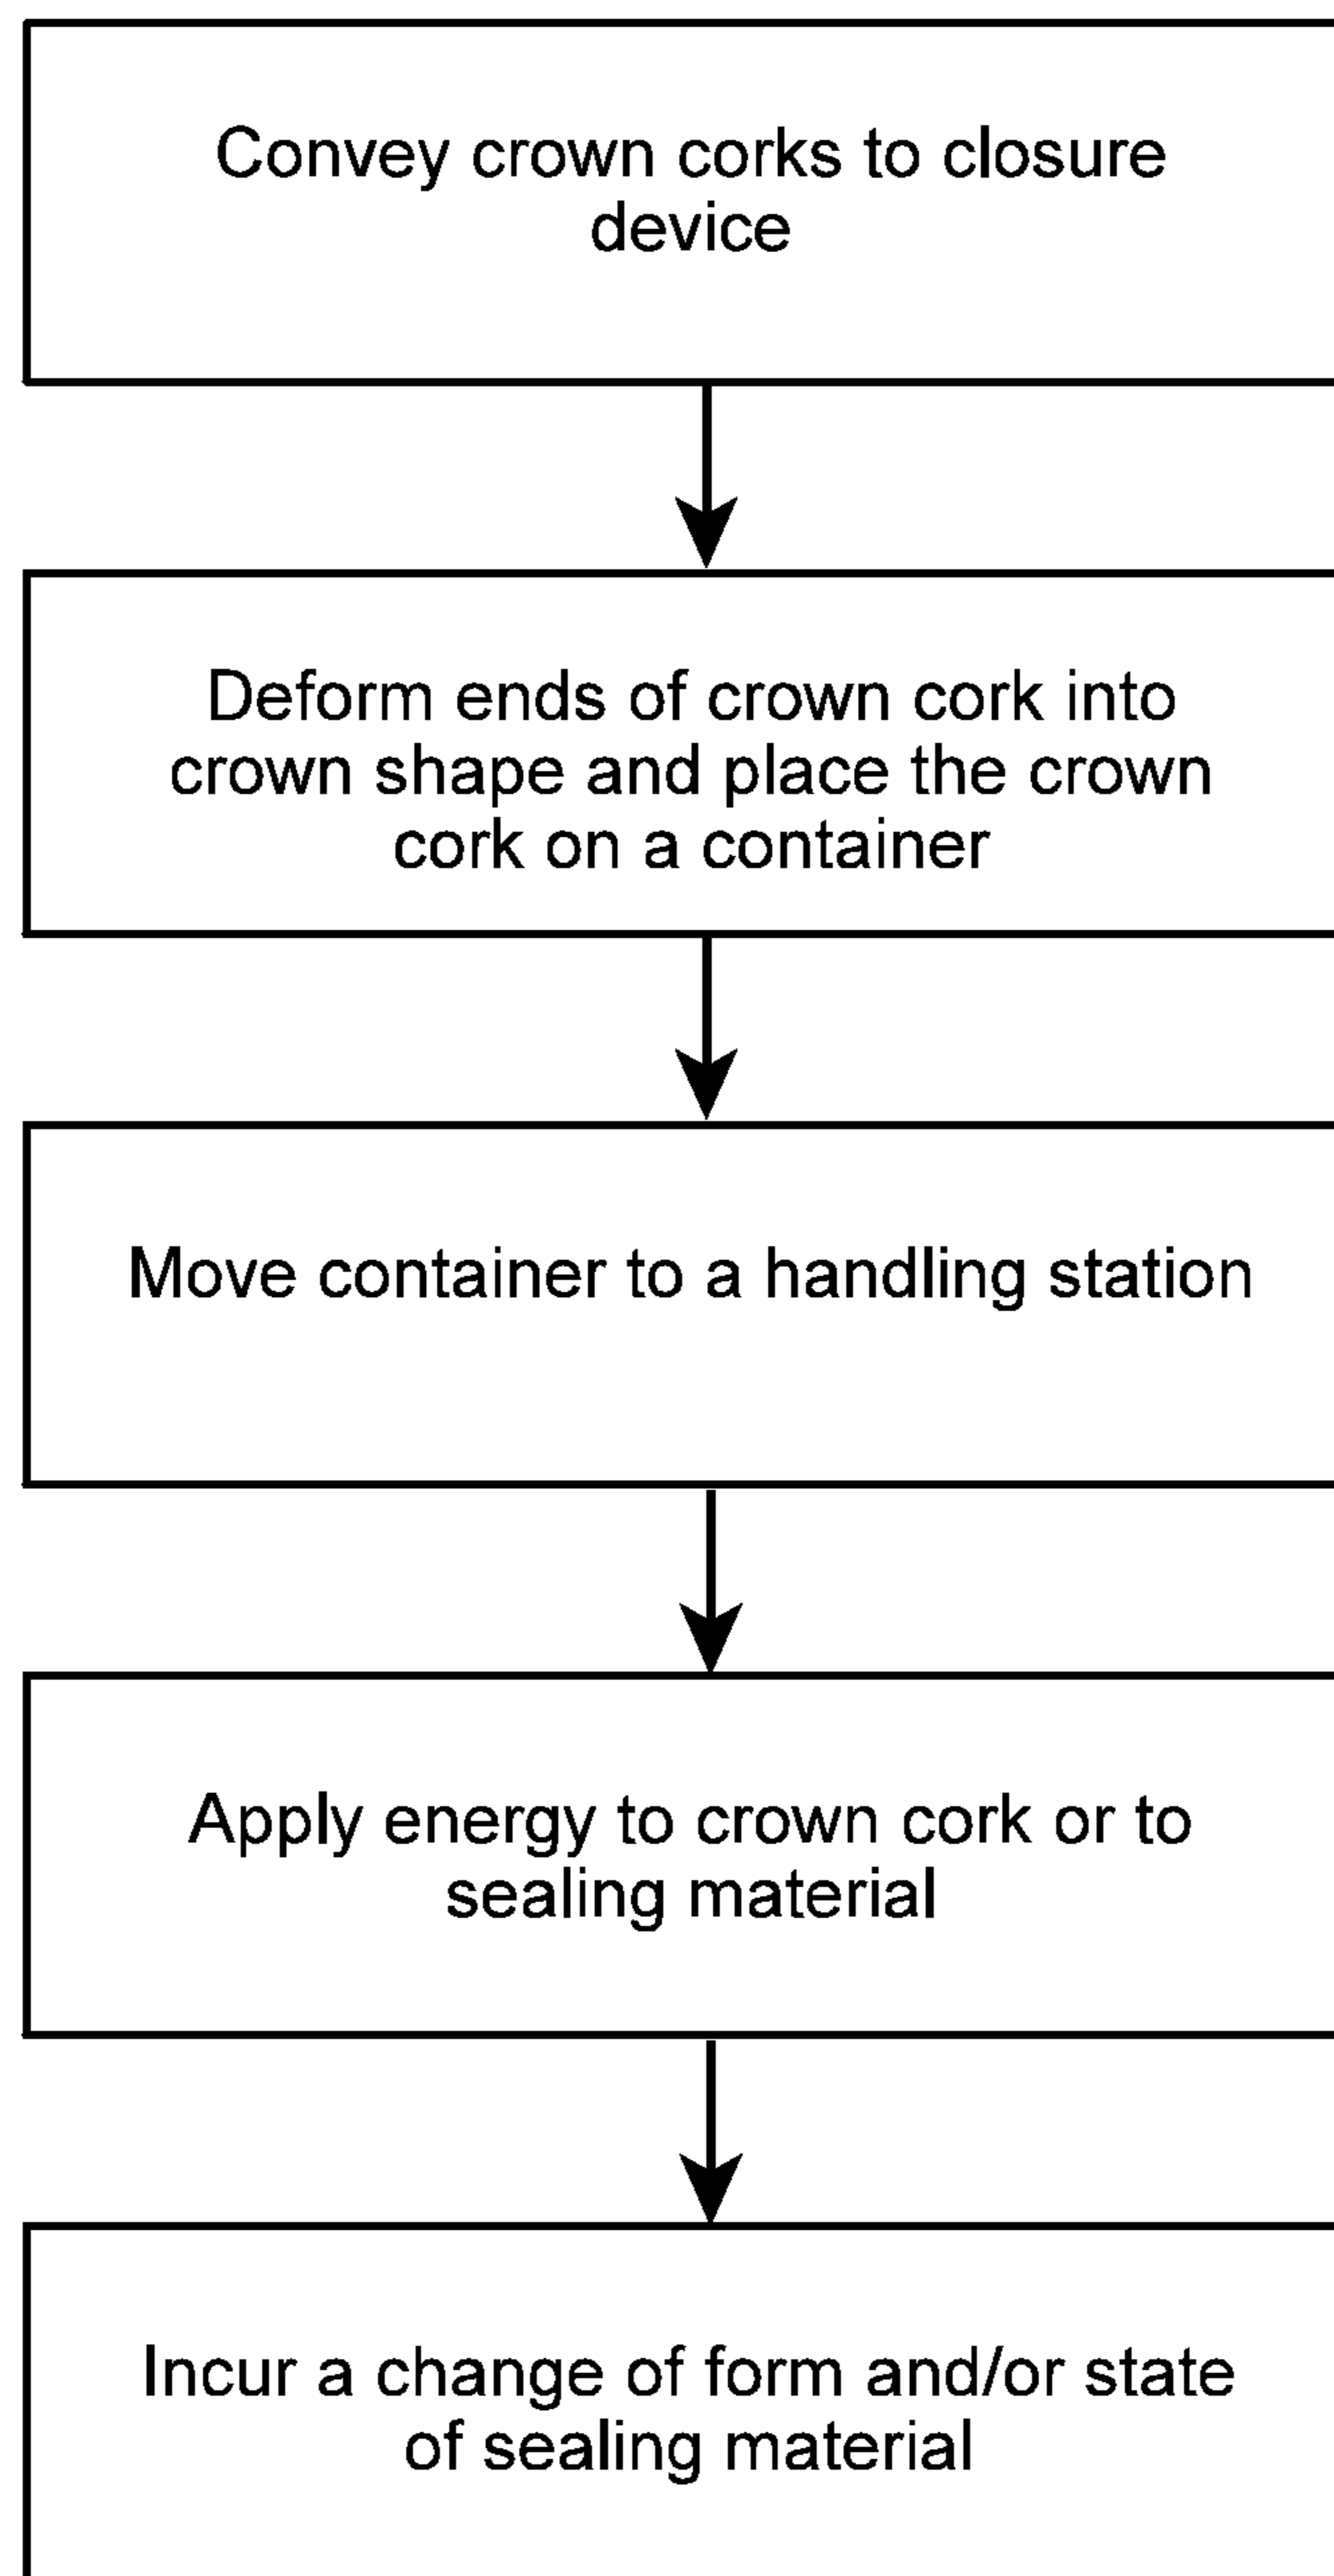 Convey crown corks to closure
device
Deform ends of crown cork into
crown shape and place the crown
cork on a container
Move container to a handling station
Apply energy to crown cork or to
sealing material
Incur a change of form and/or state
of sealing material